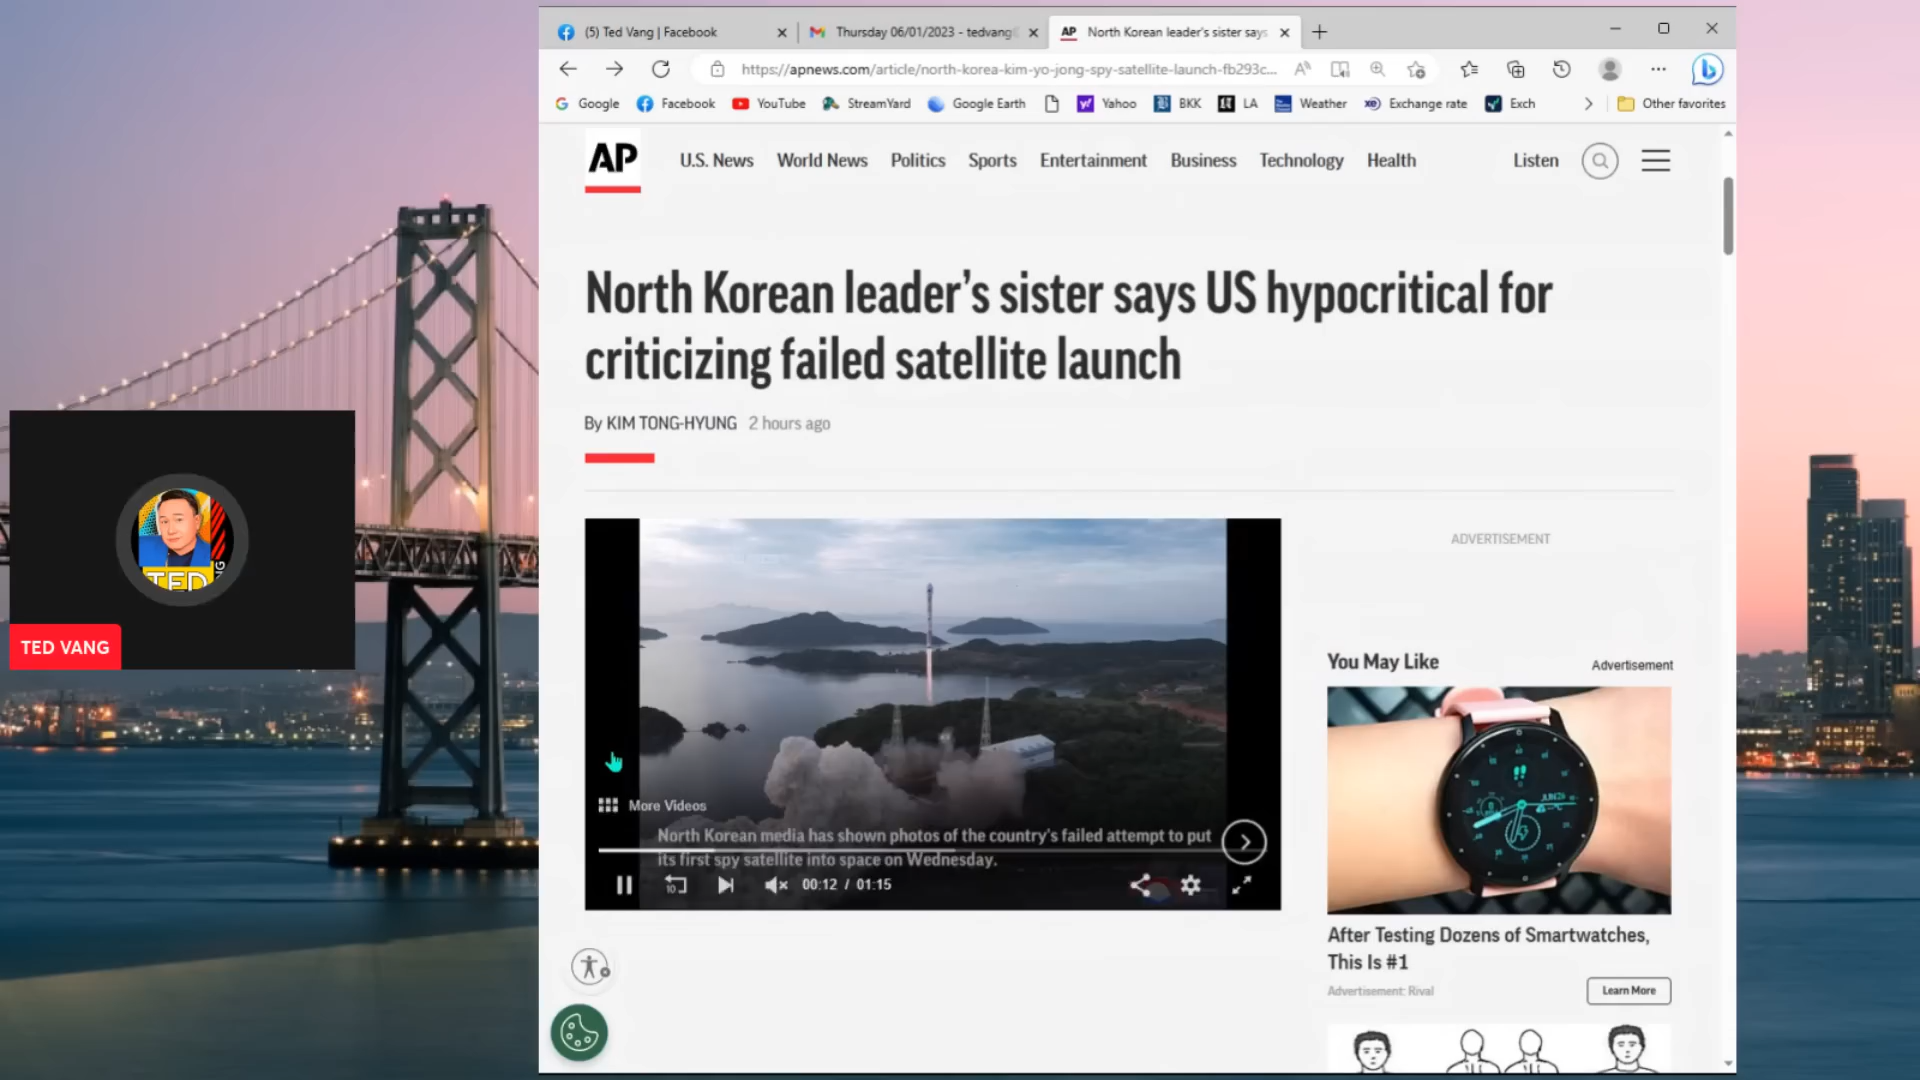 (5) Ted Vang | Facebook
Thursday 06/01/2023 - tedvang
AP North Korean leader's sister says
https://apnews.com/article/north-korea-kim-yo-jong-spy-satellite-launch-fb293c...
Google Facebook YouTube StreamYard Google Earth Yahoo BKK LA Weather Exchange rate Exch Other favorites
AP
U.S. News World News Politics Sports Entertainment Business Technology Health Listen
North Korean leader’s sister says US hypocritical for
criticizing failed satellite launch
By KIM TONG-HYUNG 2 hours ago
TED
TED VANG
More Videos
North Korean media has shown photos of the country's failed attempt to put
its first spy satellite into space on Wednesday.
10
00:12 / 01:15
ADVERTISEMENT
You May Like Advertisement
After Testing Dozens of Smartwatches,
This Is #1
Advertisement: Rival
Learn More